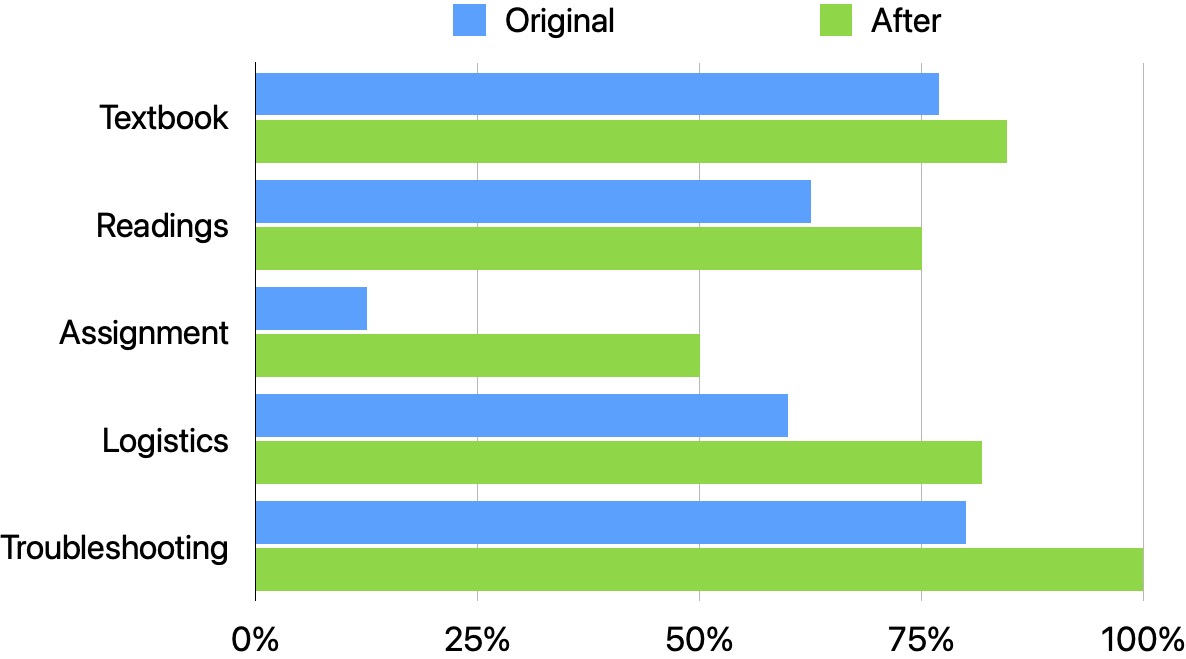 Original After
Textbook
Readings
Assignment
Logistics
Troubleshooting
0% 25% 50% 75% 100%